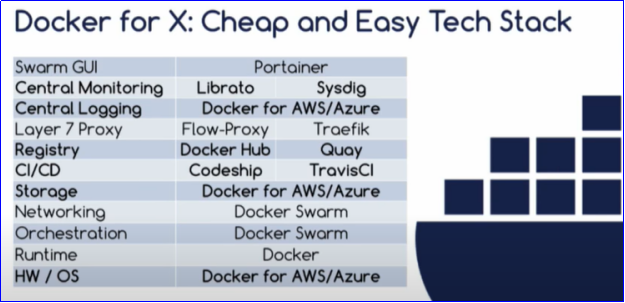 Docker for X: Cheap and Easy Tech Stack
Swarm GUI Portainer
Central Monitoring Librato Sysdig
Central Logging Docker for AWS/Azure
Layer 7 Proxy Flow-Proxy Traefik
Registry Docker Hub Quay
CI/CD Codeship TravisCI
Storage Docker for AWS/Azure
Networking Docker Swarm
Orchestration Docker Swarm
Runtime Docker
HW / OS Docker for AWS/Azure